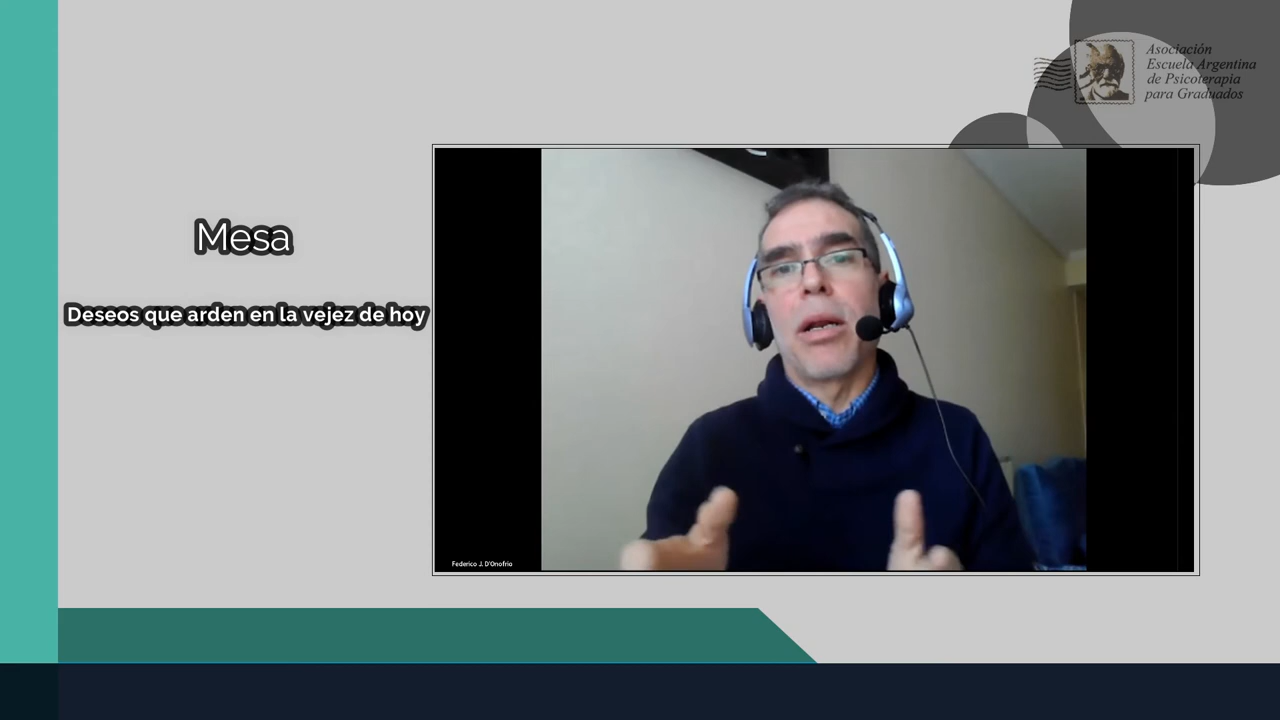 Asociación
Escuela Argentina
de Psicoterapia
para Graduados
Mesa
Deseos que arden en la vejez de hoy
Federico J. D'Onofrio